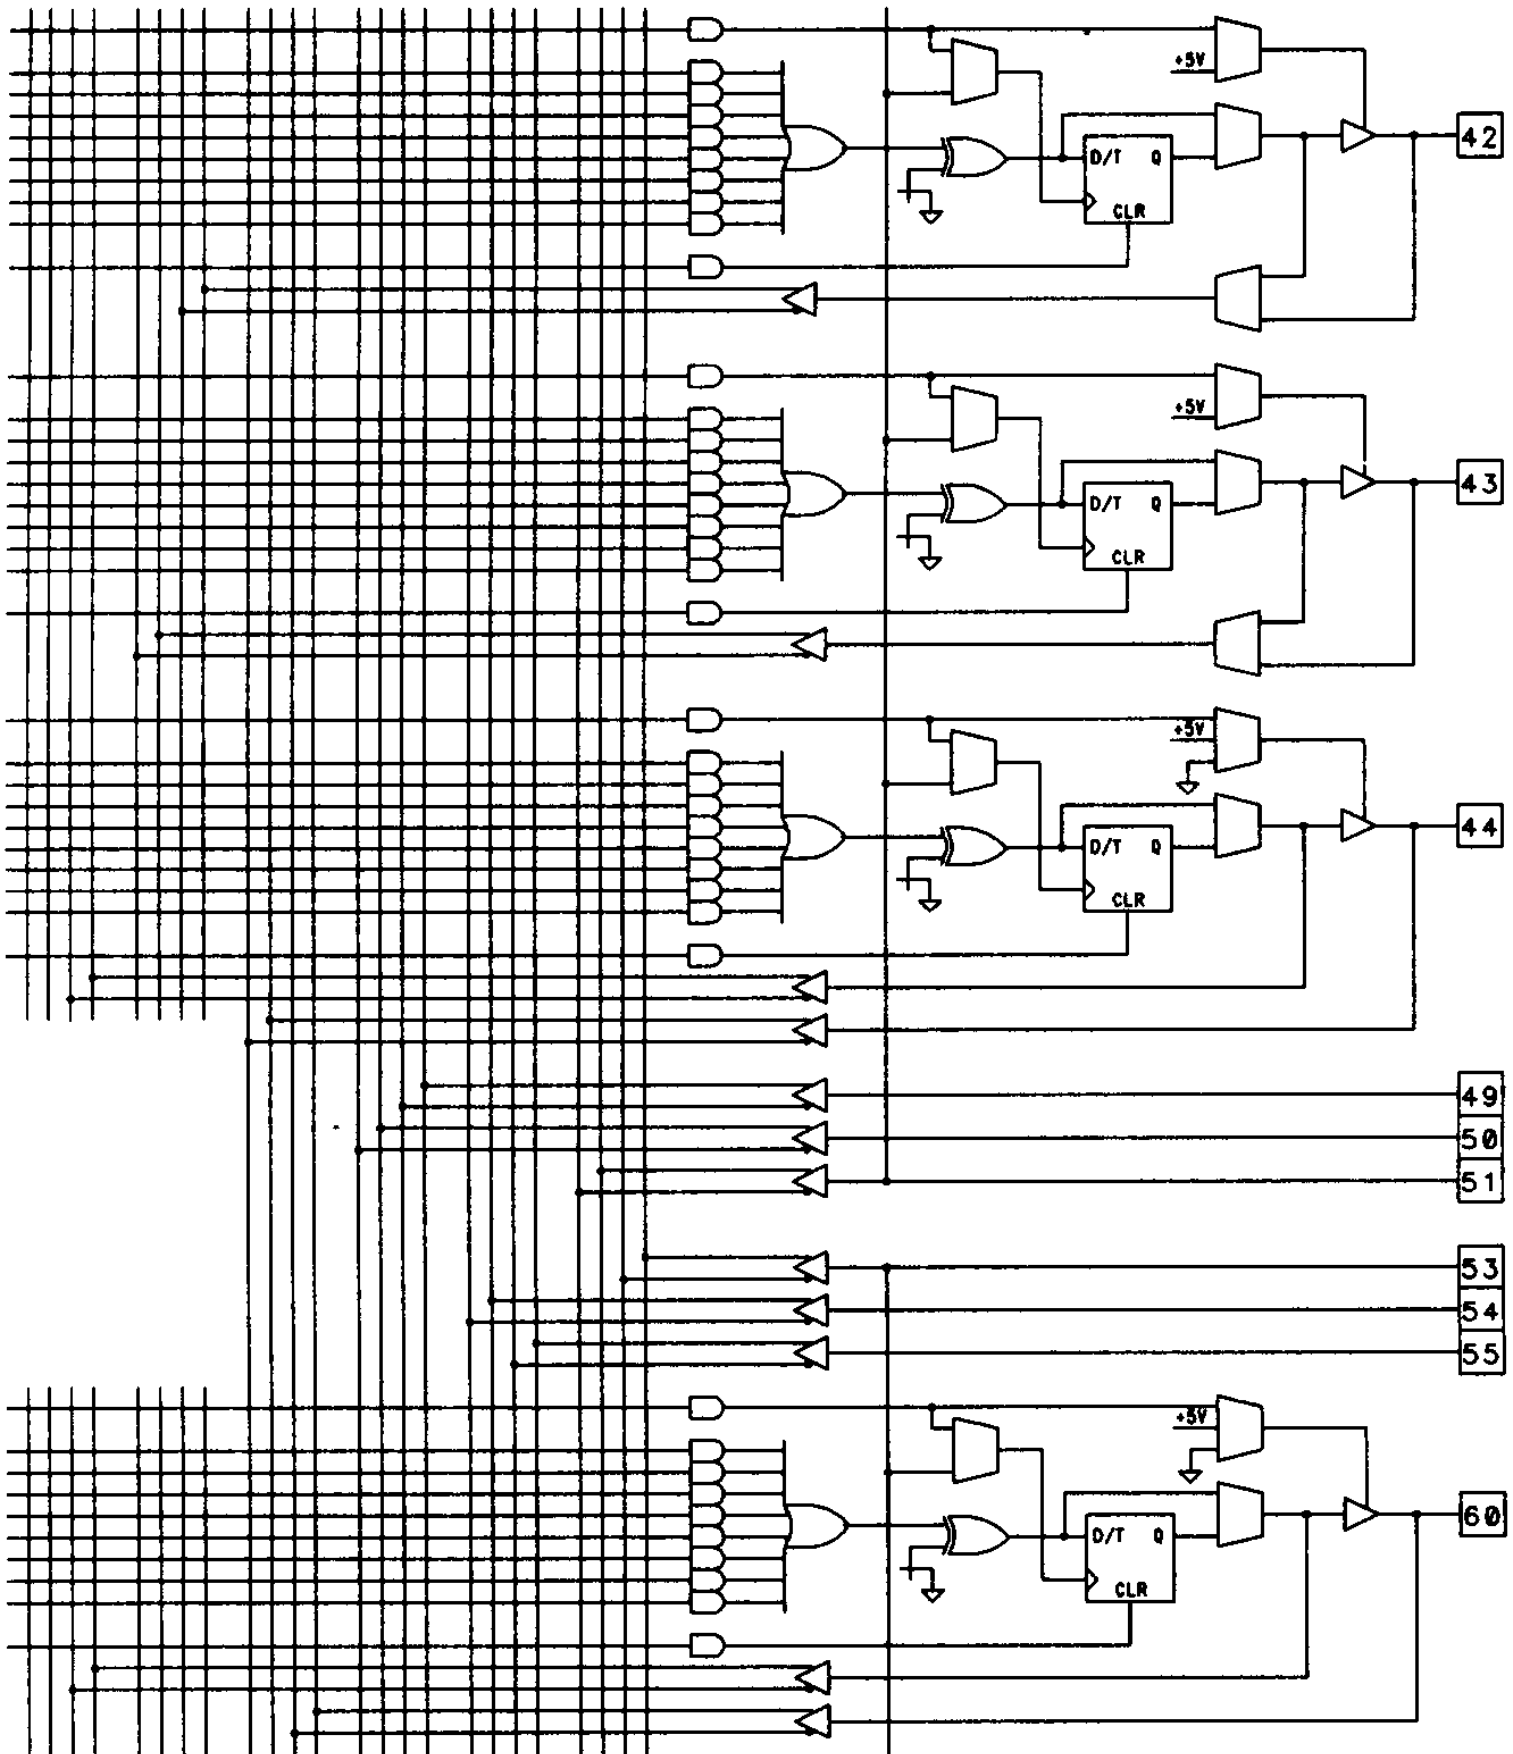 +5V
42
D/T Q
CLR
+5V
43
D/T Q
CLR
+5V
44
D/T Q
CLR
49
50
51
53
54
55
+5V
60
D/T Q
CLR